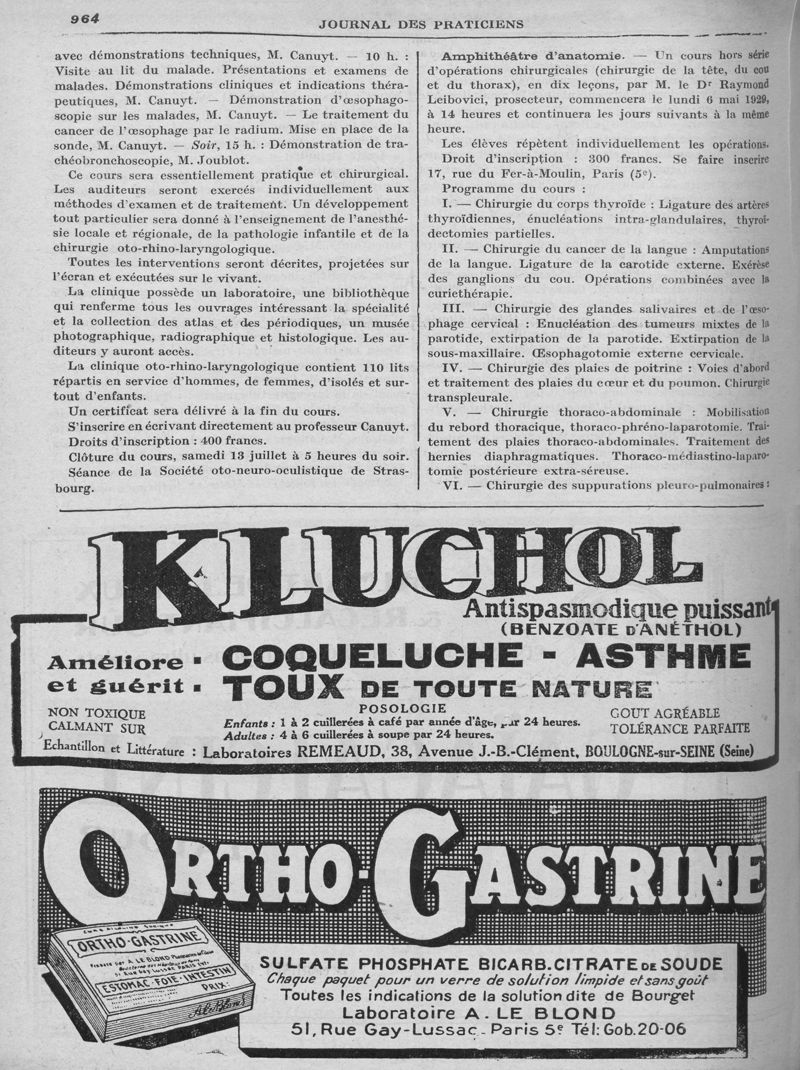 964
JOURNAL DES PRATICIENS
avec démonstrations techniques, M. Canuyt. — 10 h. :
Visite au lit du malade. Présentations et examens de
malades. Démonstrations cliniques et indications théra-
peutiques, M. Canuyt. — Démonstration d'œsophago-
scopie sur les malades, M. Canuyt. — Le traitement du
cancer de l'œsophage par le radium. Mise en place de la
sonde, M. Canuyt. — Soir, 15 h. : Démonstration de tra-
chéobronchoscopie, M. Joublot.
Ce cours sera essentiellement pratique et chirurgical.
Les auditeurs seront exercés individuellement aux
méthodes d'examen et de traitement. Un développement
tout particulier sera donné à l'enseignement de l'anesthé-
sie locale et régionale, de la pathologie infantile et de la
chirurgie oto-rhino-laryngologique.
Toutes les interventions seront décrites, projetées sur
l'écran et exécutées sur le vivant.
La clinique possède un laboratoire, une bibliothèque
qui renferme tous les ouvrages intéressant la spécialité
et la collection des atlas et des périodiques, un musée
photographique, radiographique et histologique. Les au-
diteurs y auront accès.
La clinique oto-rhino-laryngologique contient 110 lits
répartis en service d'hommes, de femmes, d'isolés et sur-
tout d'enfants.
Un certificat sera délivré à la fin du cours.
S'inscrire en écrivant directement au professeur Canuyt.
Droits d'inscription : 400 francs.
Clôture du cours, samedi 13 juillet à 5 heures du soir.
Séance de la Société oto-neuro-oculistique de Stras-
bourg.
Amphithéâtre d'anatomie. — Un cours hors série
d'opérations chirurgicales (chirurgie de la tête, du cou
et du thorax), en dix leçons, par M. le Dr Raymond
Leibovici, prosecteur, commencera le lundi 6 mai 1929,
à 14 heures et continuera les jours suivants à la même
heure.
Les élèves répètent individuellement les opérations.
Droit d'inscription : 300 francs. Se faire inscrire
17, rue du Fer-à-Moulin, Paris (5e).
Programme du cours :
I. — Chirurgie du corps thyroïde : Ligature des artères
thyroïdiennes, énucléations intra-glandulaires, thyroï-
dectomies partielles.
II. — Chirurgie du cancer de la langue : Amputations
de la langue. Ligature de la carotide externe. Exérèse
des ganglions du cou. Opérations combinées avec la
curiethérapie.
III. — Chirurgie des glandes salivaires et de l'œso-
phage cervical : Enucléation des tumeurs mixtes de la
parotide, extirpation de la parotide. Extirpation de la
sous-maxillaire. Œsophagotomie externe cervicale.
IV. — Chirurgie des plaies de poitrine : Voies d'abord
et traitement des plaies du cœur et du poumon. Chirurgie
transpleurale.
V. — Chirurgie thoraco-abdominale : Mobilisation
du rebord thoracique, thoraco-phréno-laparotomie. Trai-
tement des plaies thoraco-abdominales. Traitement des
hernies diaphragmatiques. Thoraco-médiastino-laparo-
tomie postérieure extra-séreuse.
VI. — Chirurgie des suppurations pleuro-pulmonaires :
KLUCHOL
Antispasmodique puissant
(BENZOATE D'ANÉTHOL)
Améliore
et guérit
COQUELUCHE - ASTHME
TOUX DE TOUTE NATURE
NON TOXIQUE
CALMANT SUR
POSOLOGIE
Enfants : 1 à 2 cuillerées à café par année d'âge, par 24 heures.
Adultes : 4 à 6 cuillerées à soupe par 24 heures.
GOUT AGRÉABLE
TOLÉRANCE PARFAITE
Echantillon et Littérature : Laboratoires REMEAUD, 38, Avenue J.-B.-Clément, BOULOGNE-sur-SEINE (Seine)
ORTHO-GASTRINE
ORTHO-GASTRINE
A. LE BLOND
51 Rue Gay-Lussac PARIS
ESTOMAC-FOIE-INTESTIN
PRIX:
SULFATE PHOSPHATE BICARB. CITRATE DE SOUDE
Chaque paquet pour un verre de solution limpide et sans goût
Toutes les indications de la solution dite de Bourget
Laboratoire A. LE BLOND
51, Rue Gay-Lussac - Paris 5e Tél: Gob. 20-06